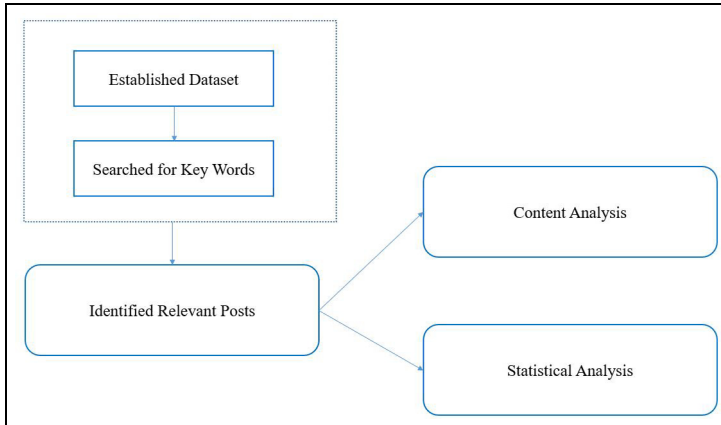 Established Dataset
Searched for Key Words
Identified Relevant Posts
Content Analysis
Statistical Analysis